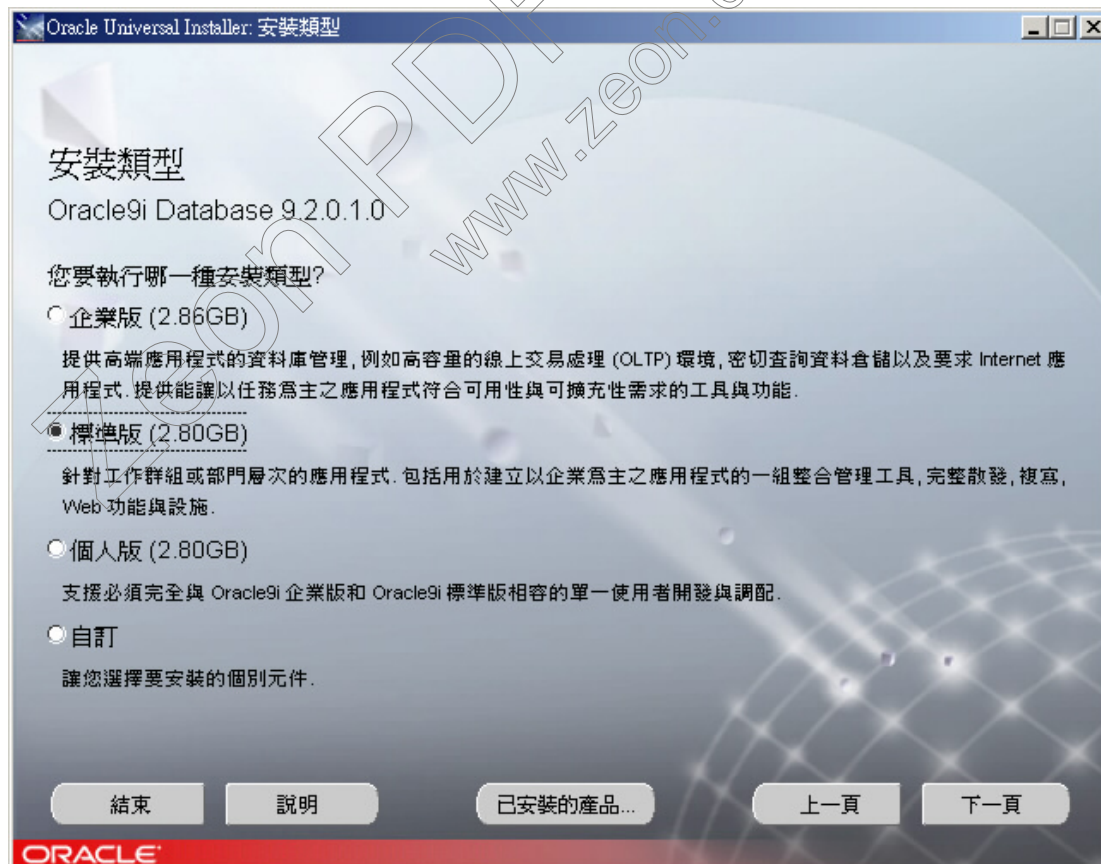 Oracle Universal Installer: 安裝類型
安裝類型
Oracle9i Database 9.2.0.1.0
您要執行哪一種安裝類型?
企業版 (2.86GB)
提供高端應用程式的資料庫管理,例如高容量的線上交易處理 (OLTP) 環境,密切查詢資料倉儲以及要求 Internet 應
用程式. 提供能讓以任務為主之應用程式符合可用性與可擴充性需求的工具與功能.
標準版 (2.80GB)
針對工作群組或部門層次的應用程式. 包括用於建立以企業為主之應用程式的一組整合管理工具,完整散發,複寫,
Web 功能與設施.
個人版 (2.80GB)
支援必須完全與 Oracle9i 企業版和 Oracle9i 標準版相容的單一使用者開發與調配.
自訂
讓您選擇要安裝的個別元件.
結束
說明
已安裝的產品...
上一頁
下一頁
ORACLE
Zeon PD
www.zeon.